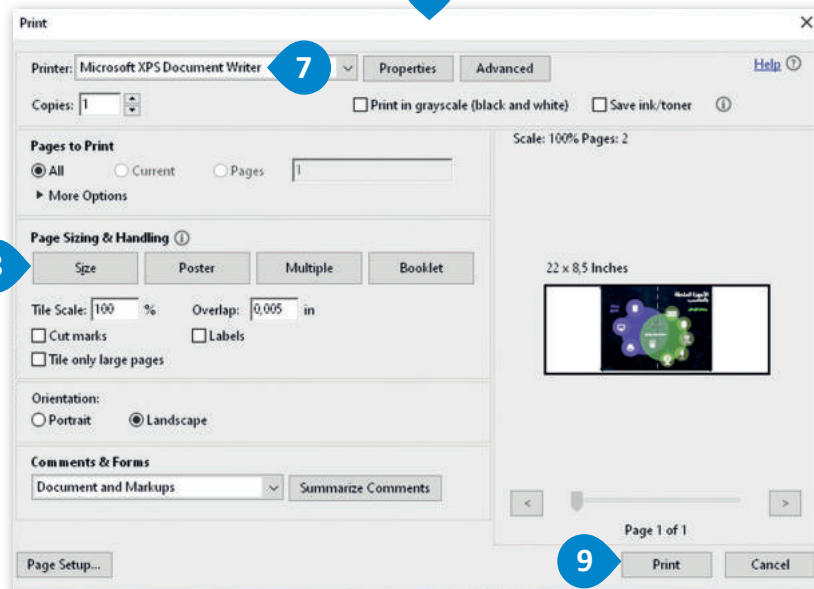 Print
Printer: Microsoft XPS Document Writer 7 Properties Advanced Help
Copies: 1 Print in grayscale (black and white) Save ink/toner
Pages to Print
All Current Pages 1
More Options
Scale: 100% Pages: 2
Page Sizing & Handling
Size Poster Multiple Booklet
22 x 8,5 Inches
Tile Scale: 100 % Overlap: 0,005 in
Cut marks Labels
Tile only large pages
Orientation:
Portrait Landscape
Comments & Forms
Document and Markups Summarize Comments
< >
Page 1 of 1
Page Setup... 9 Print Cancel